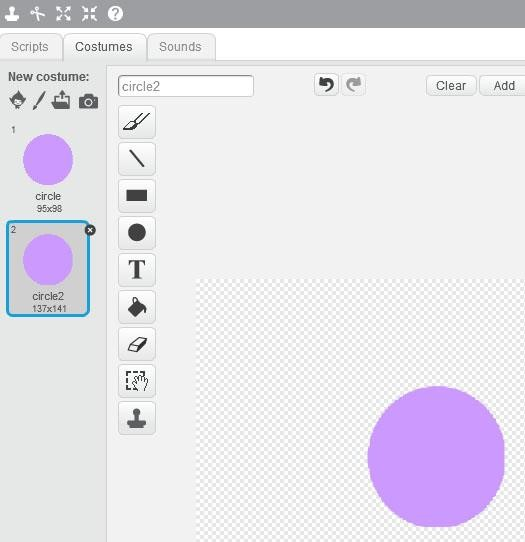 Scripts Costumes Sounds
New costume:
circle2
Clear Add
1
circle
95x98
2
circle2
137x141
T